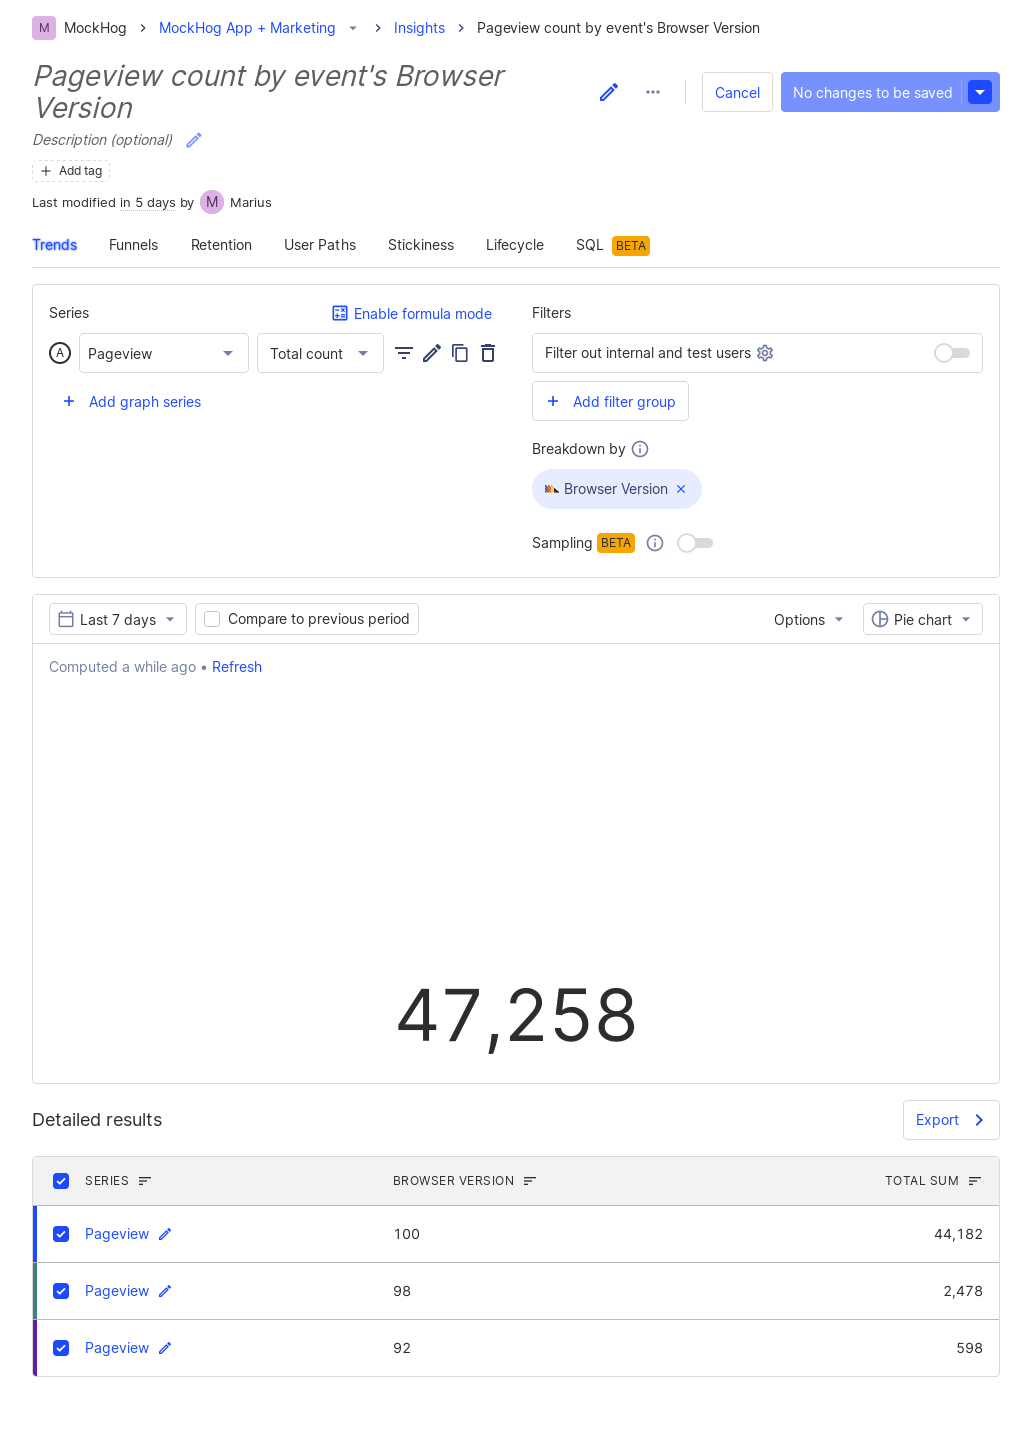 M MockHog MockHog App + Marketing Insights Pageview count by event's Browser Version
Pageview count by event's Browser
Version
Cancel No changes to be saved
Description (optional)
Add tag
Last modified in 5 days by M Marius
Trends Funnels Retention User Paths Stickiness Lifecycle SQL BETA
Series Enable formula mode
A Pageview Total count
Add graph series
Filters
Filter out internal and test users
Add filter group
Breakdown by
Browser Version
Sampling BETA
Last 7 days Compare to previous period Options Pie chart
Computed a while ago • Refresh
47,258
Detailed results Export
SERIES BROWSER VERSION TOTAL SUM
Pageview 100 44,182
Pageview 98 2,478
Pageview 92 598